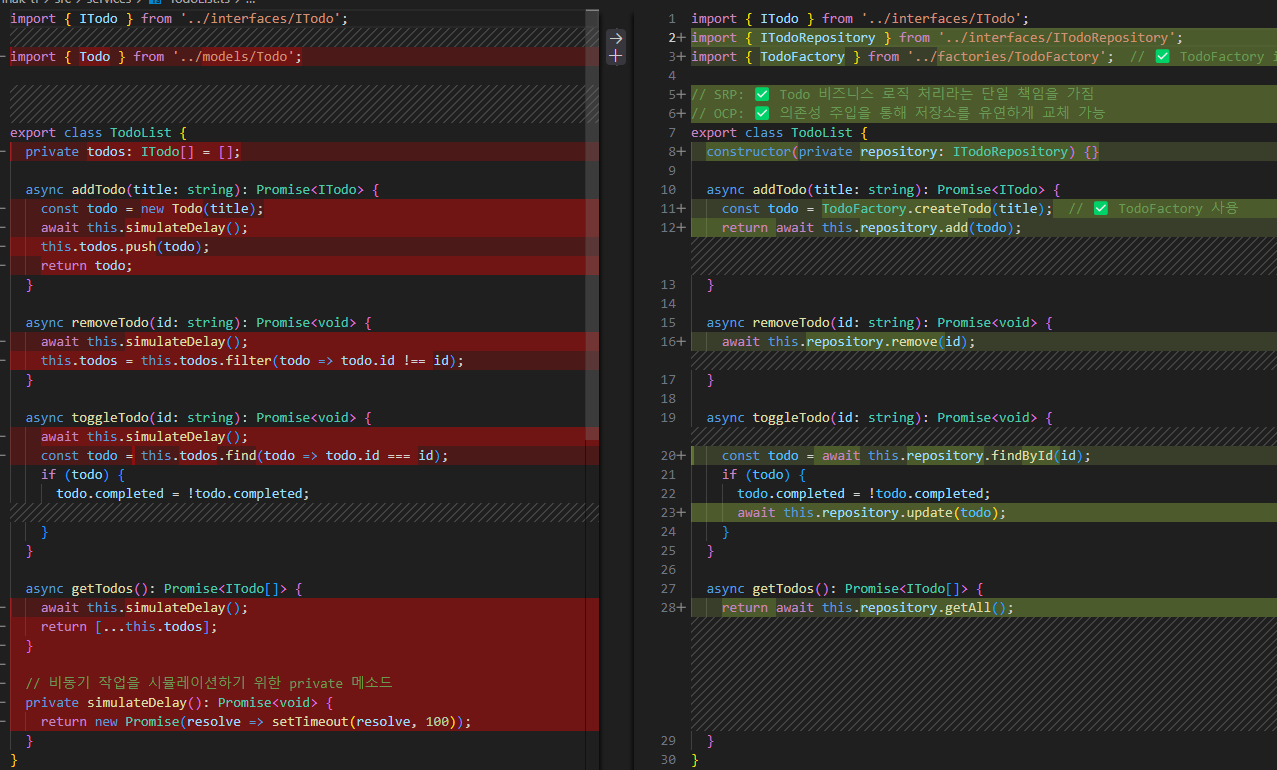 src > services > TodoList.ts > ...
import { ITodo } from '../interfaces/ITodo';
import { Todo } from '../models/Todo';
export class TodoList {
private todos: ITodo[] = [];
async addTodo(title: string): Promise<ITodo> {
const todo = new Todo(title);
await this.simulateDelay();
this.todos.push(todo);
return todo;
}
async removeTodo(id: string): Promise<void> {
await this.simulateDelay();
this.todos = this.todos.filter(todo => todo.id !== id);
}
async toggleTodo(id: string): Promise<void> {
await this.simulateDelay();
const todo = this.todos.find(todo => todo.id === id);
if (todo) {
todo.completed = !todo.completed;
}
}
async getTodos(): Promise<ITodo[]> {
await this.simulateDelay();
return [...this.todos];
}
// 비동기 작업을 시뮬레이션하기 위한 private 메소드
private simulateDelay(): Promise<void> {
return new Promise(resolve => setTimeout(resolve, 100));
}
}
1 import { ITodo } from '../interfaces/ITodo';
2+ import { ITodoRepository } from '../interfaces/ITodoRepository';
3+ import { TodoFactory } from '../factories/TodoFactory'; // ✅ TodoFactory
4
5+ // SRP: ✅ Todo 비즈니스 로직 처리라는 단일 책임을 가짐
6+ // OCP: ✅ 의존성 주입을 통해 저장소를 유연하게 교체 가능
7 export class TodoList {
8+ constructor(private repository: ITodoRepository) {}
9
10 async addTodo(title: string): Promise<ITodo> {
11+ const todo = TodoFactory.createTodo(title); // ✅ TodoFactory 사용
12+ return await this.repository.add(todo);
13 }
14
15 async removeTodo(id: string): Promise<void> {
16+ await this.repository.remove(id);
17 }
18
19 async toggleTodo(id: string): Promise<void> {
20+ const todo = await this.repository.findById(id);
21 if (todo) {
22 todo.completed = !todo.completed;
23+ await this.repository.update(todo);
24 }
25 }
26
27 async getTodos(): Promise<ITodo[]> {
28+ return await this.repository.getAll();
29 }
30 }